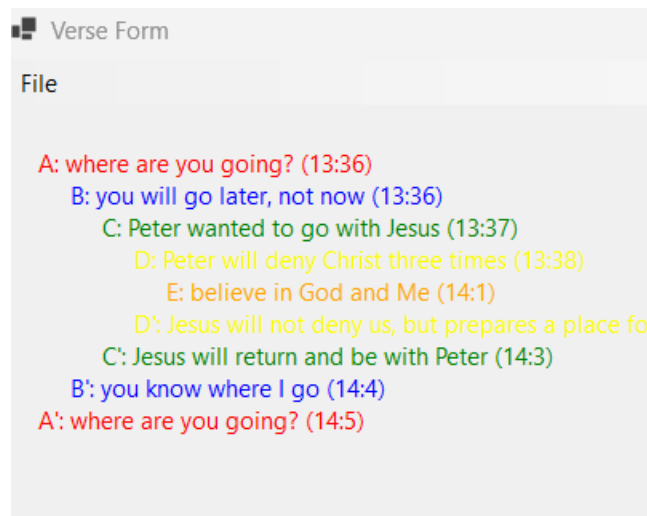 Verse Form
File
A: where are you going? (13:36)
B: you will go later, not now (13:36)
C: Peter wanted to go with Jesus (13:37)
D: Peter will deny Christ three times (13:38)
E: believe in God and Me (14:1)
D': Jesus will not deny us, but prepares a place fo
C': Jesus will return and be with Peter (14:3)
B': you know where I go (14:4)
A': where are you going? (14:5)